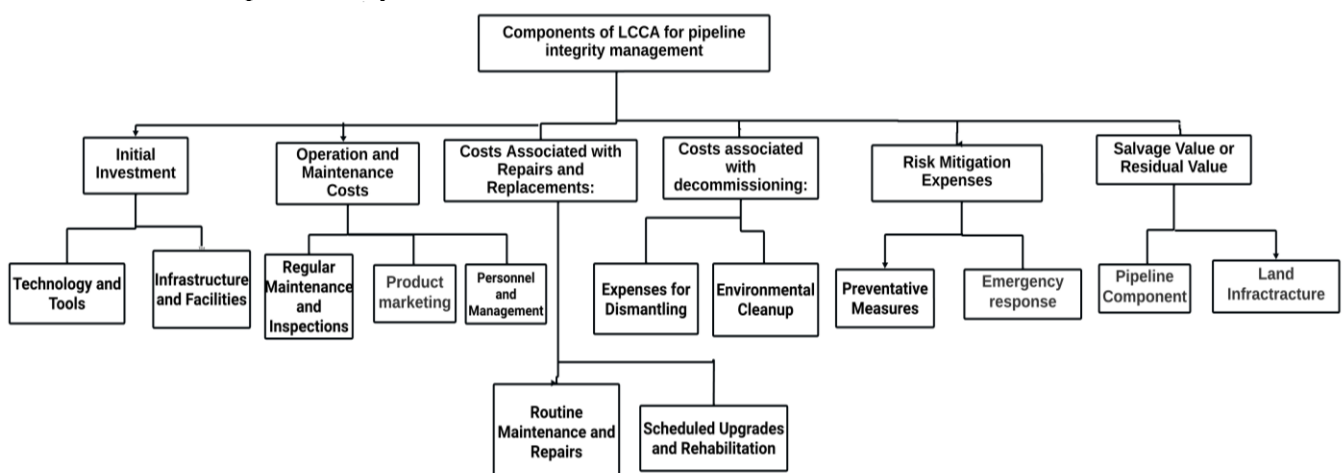 Components of LCCA for pipeline
integrity management
Initial
Investment
Operation and
Maintenance
Costs
Costs Associated with
Repairs and
Replacements:
Costs associated
with
decommissioning:
Risk Mitigation
Expenses
Salvage Value or
Residual Value
Technology and
Tools
Infrastructure
and Facilities
Regular
Maintenance
and
Inspections
Product
marketing
Personnel
and
Management
Expenses for
Dismantling
Environmental
Cleanup
Preventative
Measures
Emergency
response
Pipeline
Component
Land
Infractracture
Routine
Maintenance and
Repairs
Scheduled Upgrades
and Rehabilitation